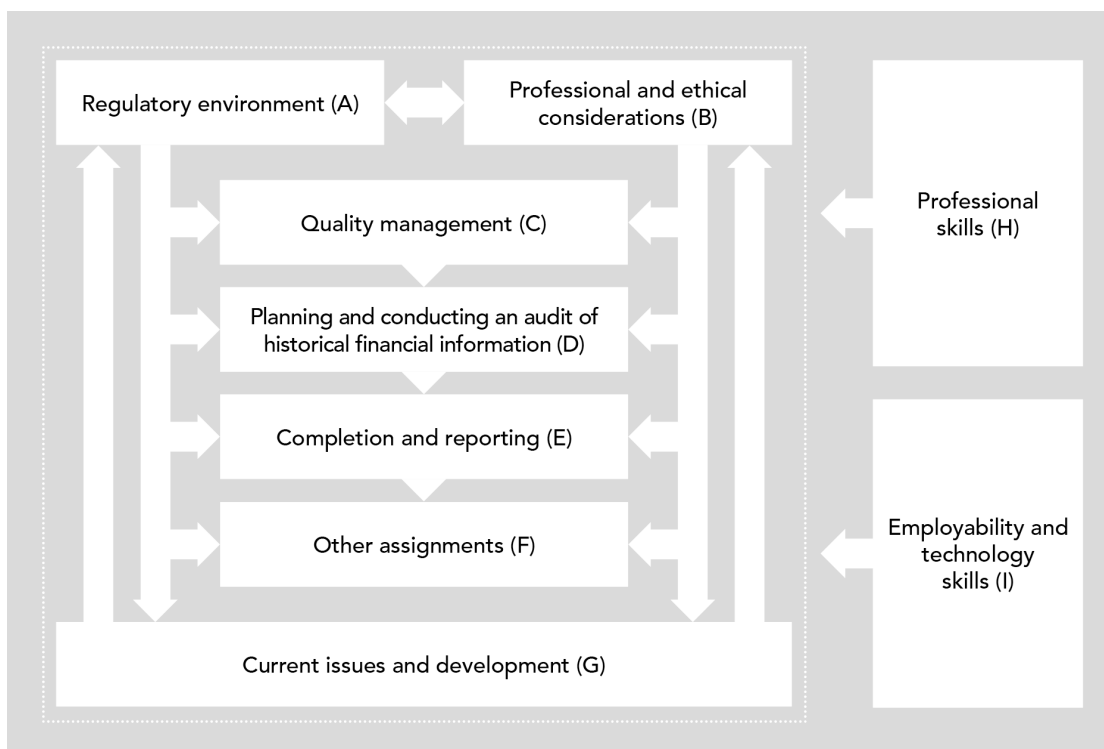 Regulatory environment (A)
Professional and ethical
considerations (B)
Quality management (C)
Planning and conducting an audit of
historical financial information (D)
Completion and reporting (E)
Other assignments (F)
Current issues and development (G)
Professional
skills (H)
Employability and
technology
skills (I)